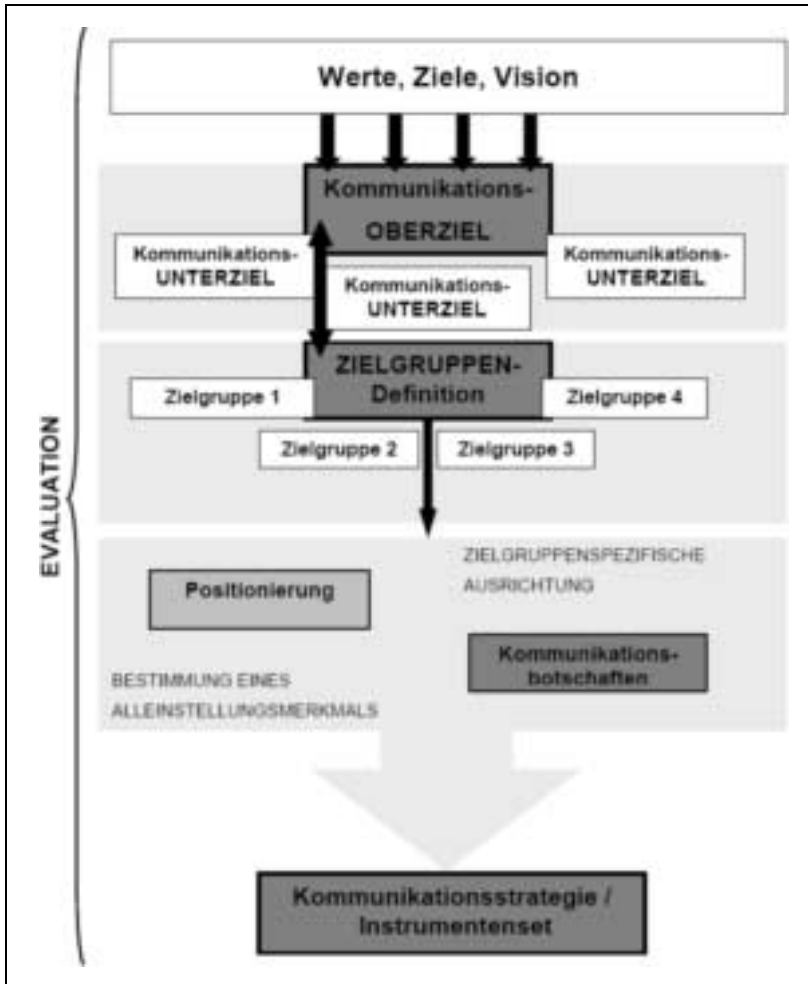 Werte, Ziele, Vision
Kommunikations-
OBERZIEL
Kommunikations-
UNTERZIEL
Kommunikations-
UNTERZIEL
Kommunikations-
UNTERZIEL
ZIELGRUPPEN-
Definition
Zielgruppe 1
Zielgruppe 4
Zielgruppe 2
Zielgruppe 3
EVALUATION
ZIELGRUPPENSPEZIFISCHE
AUSRICHTUNG
Positionierung
Kommunikations-
botschaften
BESTIMMUNG EINES
ALLEINSTELLUNGSMERKMALS
Kommunikationsstrategie /
Instrumentenset